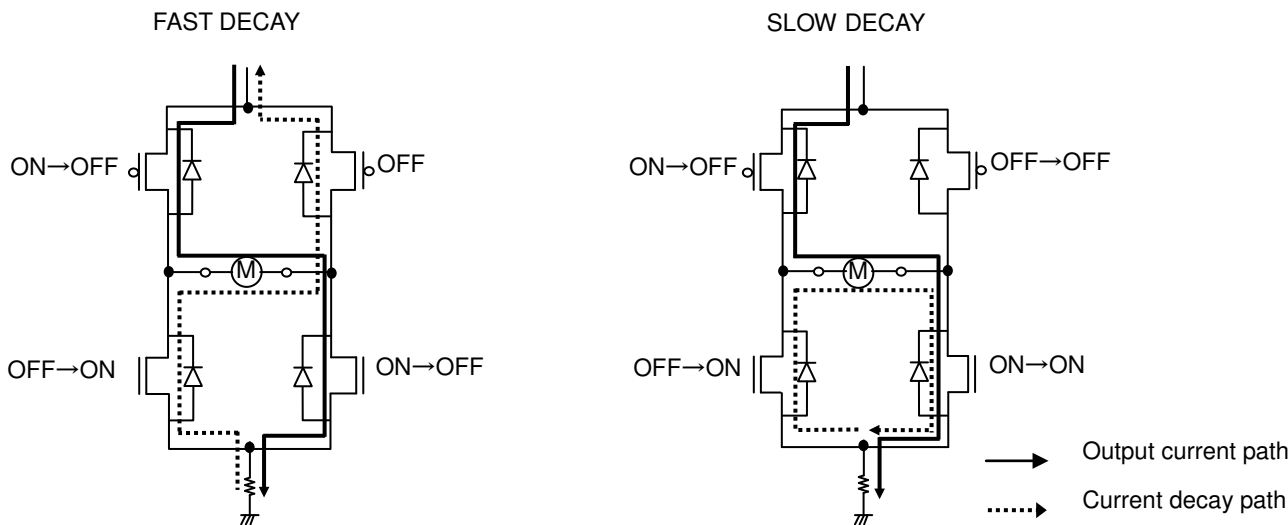 FAST DECAY
ON→OFF
OFF
M
OFF→ON
ON→OFF
SLOW DECAY
ON→OFF
OFF→OFF
M
OFF→ON
ON→ON
Output current path
Current decay path